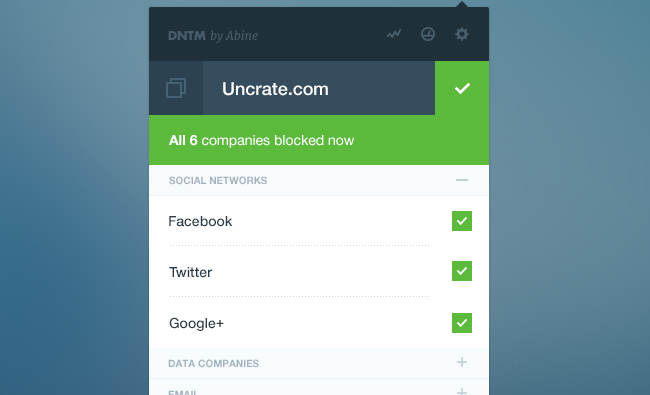 DNTM by Abine
Uncrate.com
All 6 companies blocked now
SOCIAL NETWORKS
Facebook
Twitter
Google+
DATA COMPANIES
EMAIL